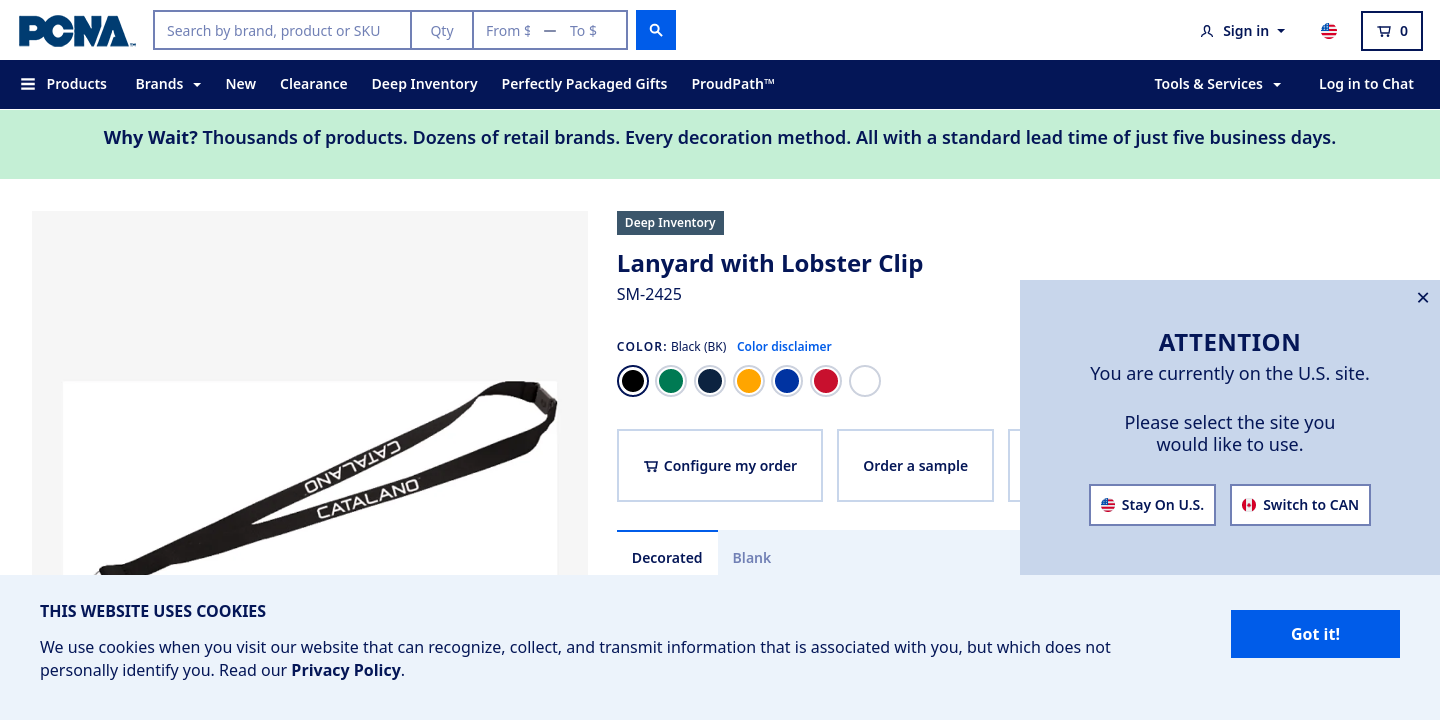 PCNA™
Search by brand, product or SKU
Qty
From $ — To $
Sign in
0
Products
Brands
New
Clearance
Deep Inventory
Perfectly Packaged Gifts
ProudPath™
Tools & Services
Log in to Chat
Why Wait? Thousands of products. Dozens of retail brands. Every decoration method. All with a standard lead time of just five business days.
CATALANO
CATALANO
Deep Inventory
Lanyard with Lobster Clip
SM-2425
COLOR: Black (BK) Color disclaimer
Configure my order
Order a sample
Decorated
Blank
ATTENTION
You are currently on the U.S. site.
Please select the site you
would like to use.
Stay On U.S.
Switch to CAN
THIS WEBSITE USES COOKIES
We use cookies when you visit our website that can recognize, collect, and transmit information that is associated with you, but which does not
personally identify you. Read our Privacy Policy.
Got it!